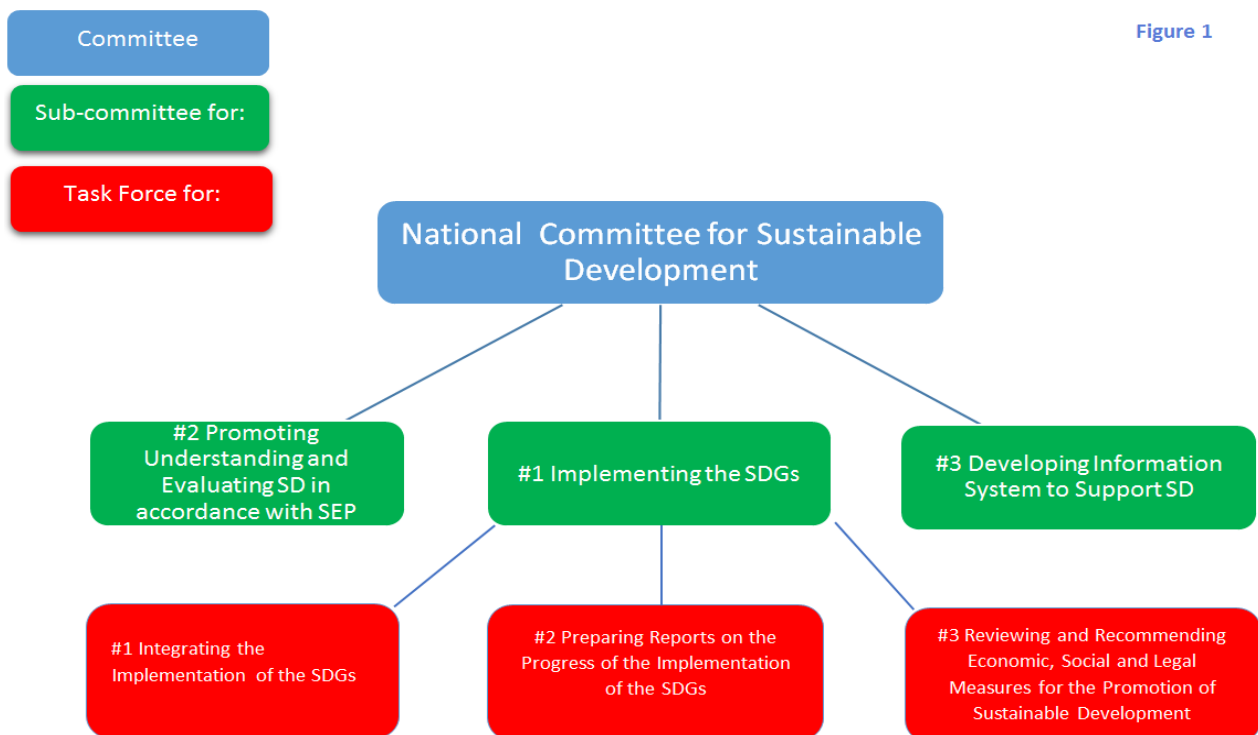 Committee
Figure 1
Sub-committee for:
Task Force for:
National Committee for Sustainable
Development
#2 Promoting
Understanding and
Evaluating SD in
accordance with SEP
#1 Implementing the SDGs
#3 Developing Information
System to Support SD
#1 Integrating the
Implementation of the SDGs
#2 Preparing Reports on the
Progress of the Implementation
of the SDGs
#3 Reviewing and Recommending
Economic, Social and Legal
Measures for the Promotion of
Sustainable Development